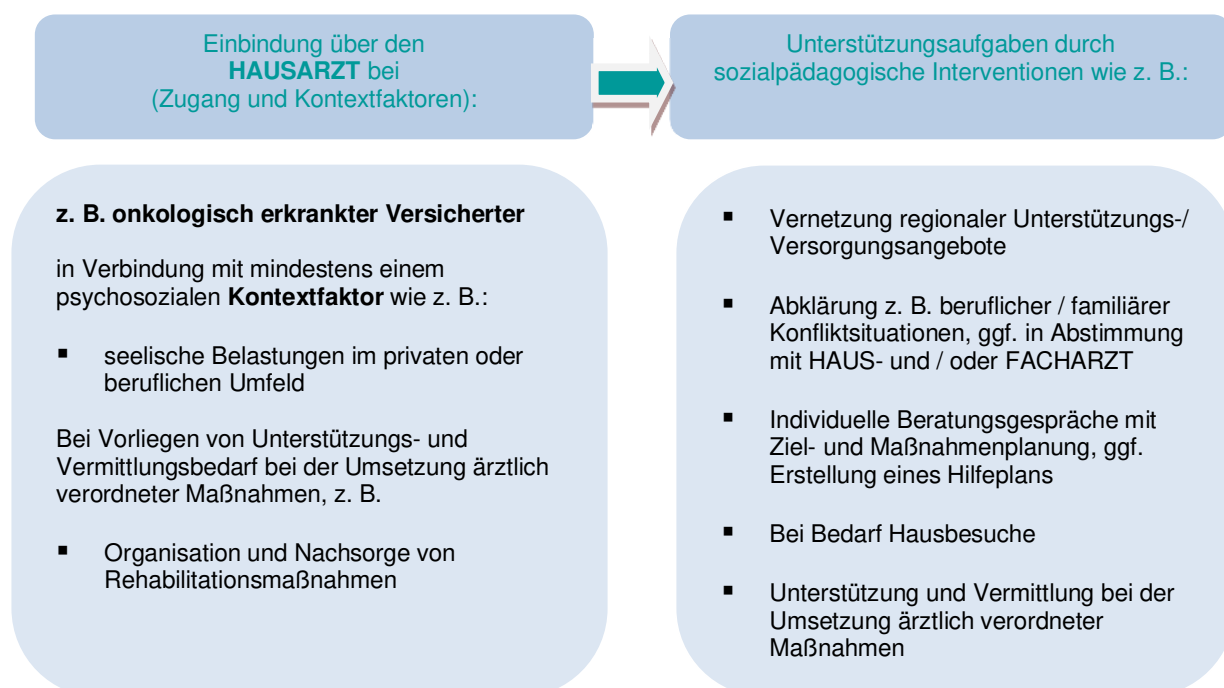 Einbindung über den
HAUSARZT bei
(Zugang und Kontextfaktoren):
Unterstützungsaufgaben durch
sozialpädagogische Interventionen wie z. B.:
z. B. onkologisch erkrankter Versicherter
in Verbindung mit mindestens einem
psychosozialen Kontextfaktor wie z. B.:
▪ seelische Belastungen im privaten oder
beruflichen Umfeld
Bei Vorliegen von Unterstützungs- und
Vermittlungsbedarf bei der Umsetzung ärztlich
verordneter Maßnahmen, z. B.
▪ Organisation und Nachsorge von
Rehabilitationsmaßnahmen
▪ Vernetzung regionaler Unterstützungs-/
Versorgungsangebote
▪ Abklärung z. B. beruflicher / familiärer
Konfliktsituationen, ggf. in Abstimmung
mit HAUS- und / oder FACHARZT
▪ Individuelle Beratungsgespräche mit
Ziel- und Maßnahmenplanung, ggf.
Erstellung eines Hilfeplans
▪ Bei Bedarf Hausbesuche
▪ Unterstützung und Vermittlung bei der
Umsetzung ärztlich verordneter
Maßnahmen